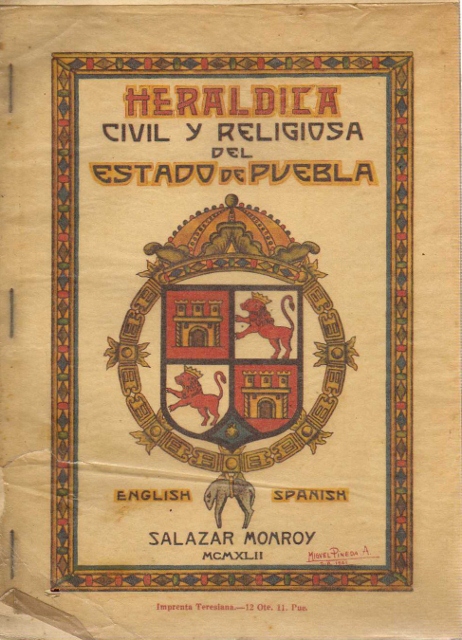 HERALDICA
CIVIL Y RELIGIOSA
DEL
ESTADO DE PUEBLA
ENGLISH SPANISH
SALAZAR MONROY
MCMXLII
MIGUEL PINEDA A.
Imprenta Teresiana.—12 Ote. 11. Pue.